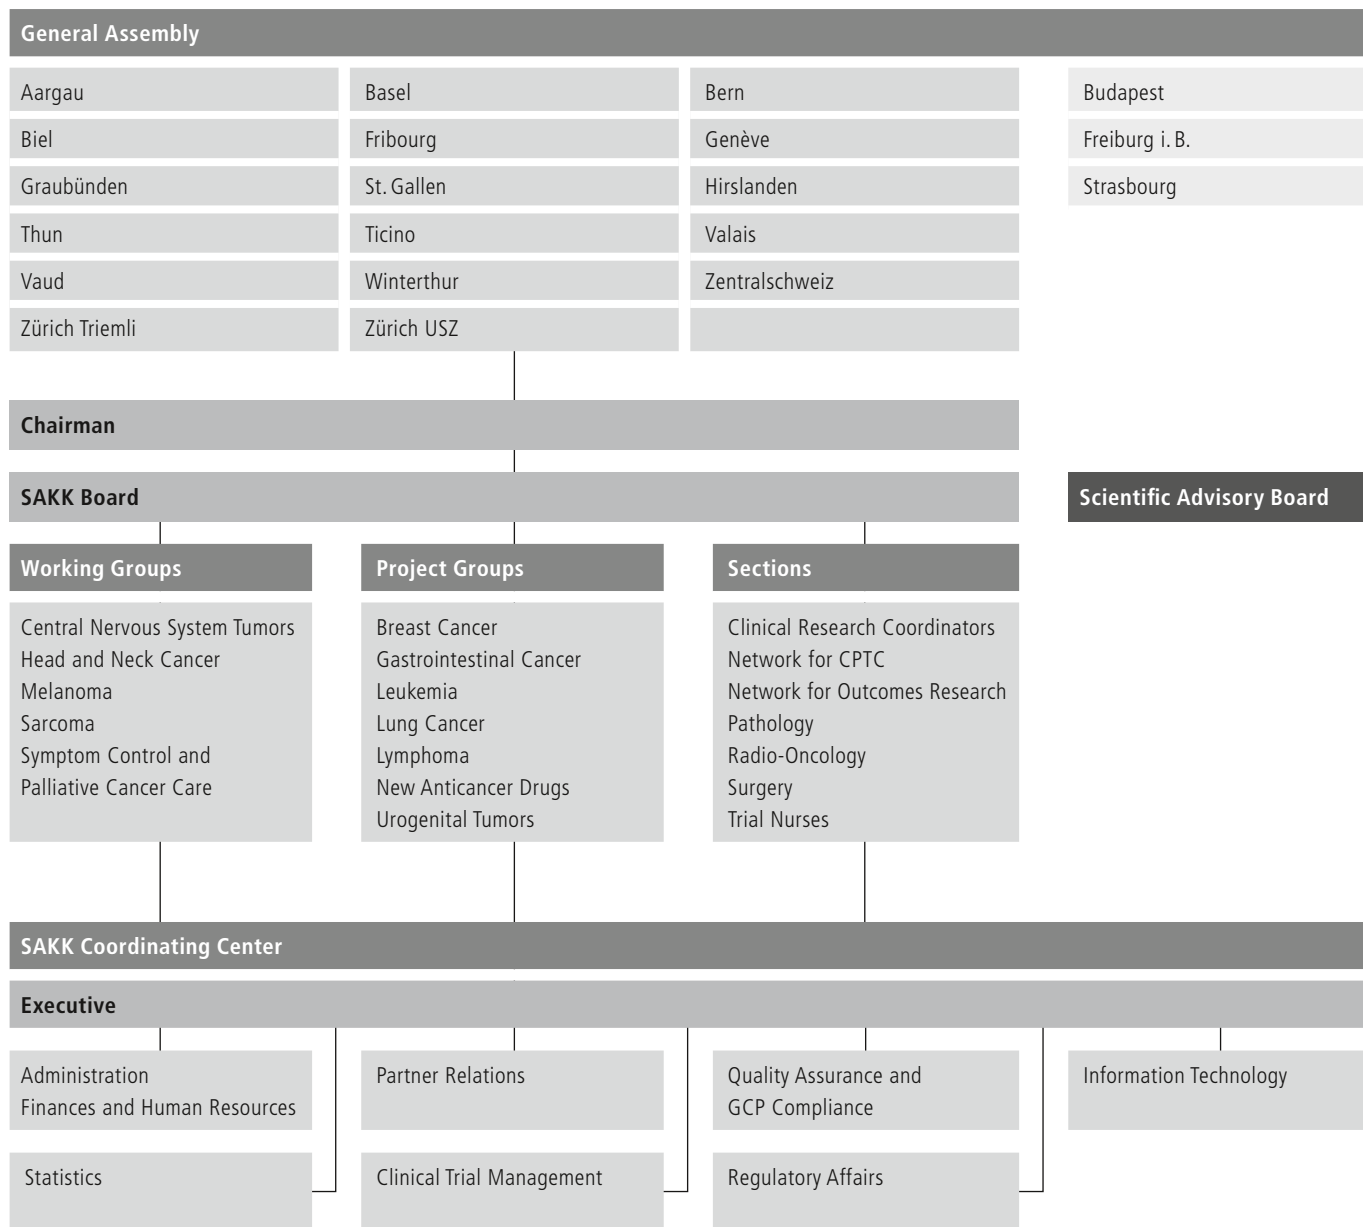 General Assembly
Aargau
Basel
Bern
Budapest
Biel
Fribourg
Genève
Freiburg i. B.
Graubünden
St. Gallen
Hirslanden
Strasbourg
Thun
Ticino
Valais
Vaud
Winterthur
Zentralschweiz
Zürich Triemli
Zürich USZ
Chairman
SAKK Board
Scientific Advisory Board
Working Groups
Central Nervous System Tumors
Head and Neck Cancer
Melanoma
Sarcoma
Symptom Control and
Palliative Cancer Care
Project Groups
Breast Cancer
Gastrointestinal Cancer
Leukemia
Lung Cancer
Lymphoma
New Anticancer Drugs
Urogenital Tumors
Sections
Clinical Research Coordinators
Network for CPTC
Network for Outcomes Research
Pathology
Radio-Oncology
Surgery
Trial Nurses
SAKK Coordinating Center
Executive
Administration
Finances and Human Resources
Partner Relations
Quality Assurance and
GCP Compliance
Information Technology
Statistics
Clinical Trial Management
Regulatory Affairs